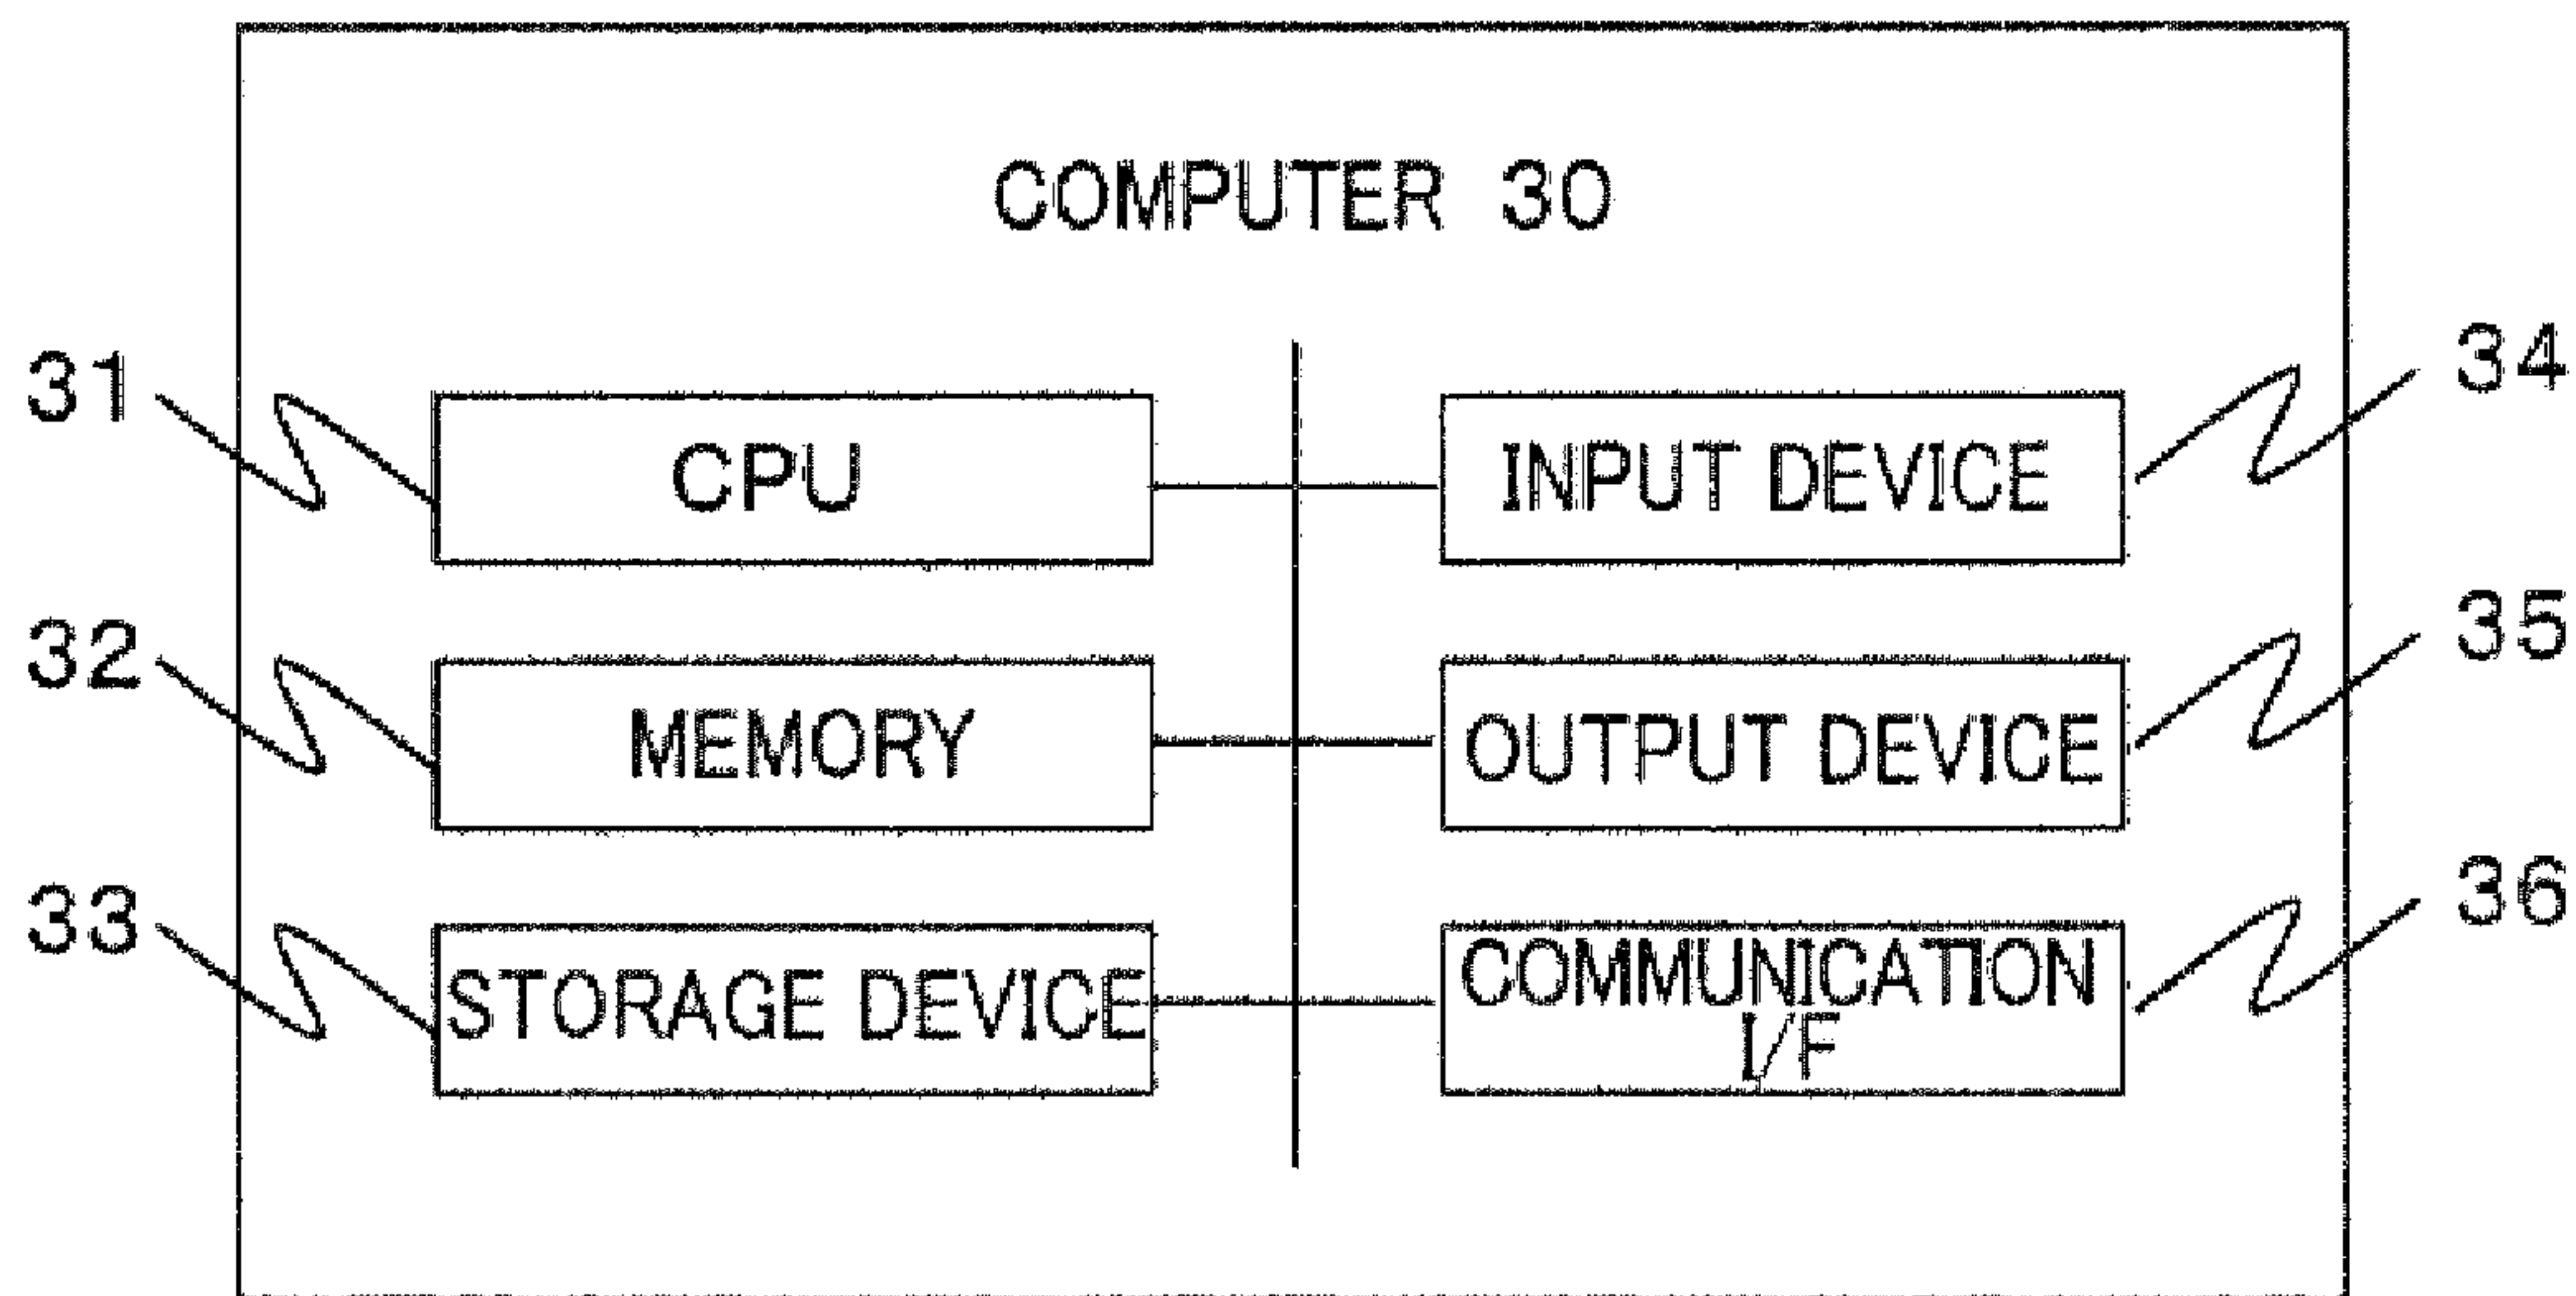 COMPUTER 30
31
CPU
INPUT DEVICE
34
32
MEMORY
OUTPUT DEVICE
35
33
STORAGE DEVICE
COMMUNICATION
I/F
36